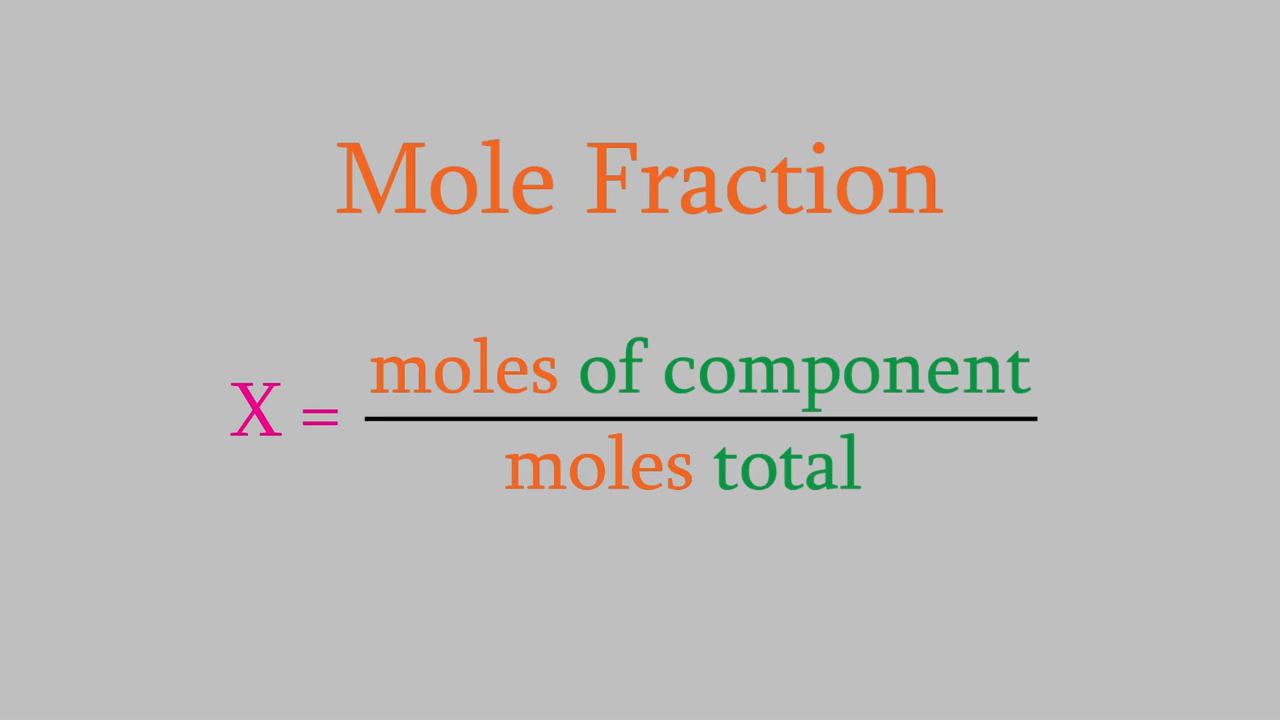 Mole Fraction
moles of component
X =
moles total